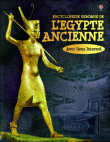 ENCYCLOPÉDIE USBORNE DE
L'ÉGYPTE
ANCIENNE
Avec liens Internet